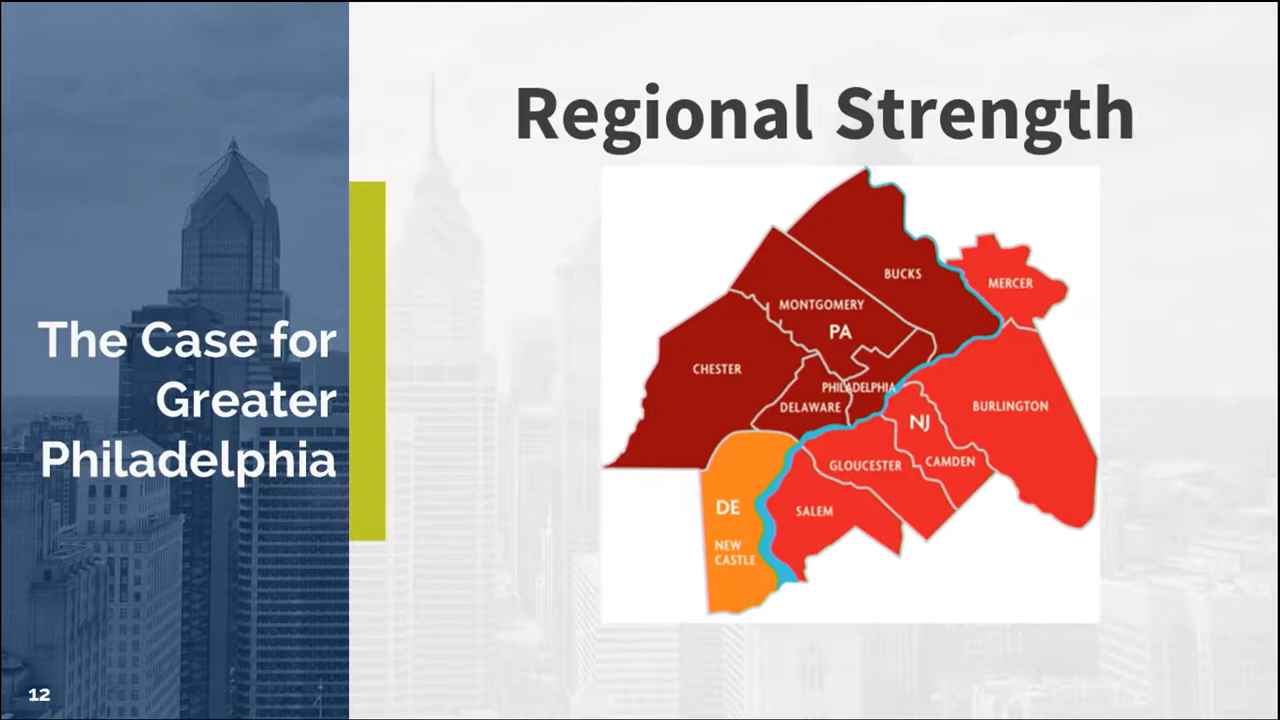 The Case for
Greater
Philadelphia
12
Regional Strength
BUCKS
MERCER
MONTGOMERY
PA
CHESTER
PHILADELPHIA
DELAWARE
BURLINGTON
NJ
GLOUCESTER
CAMDEN
DE
SALEM
NEW
CASTLE